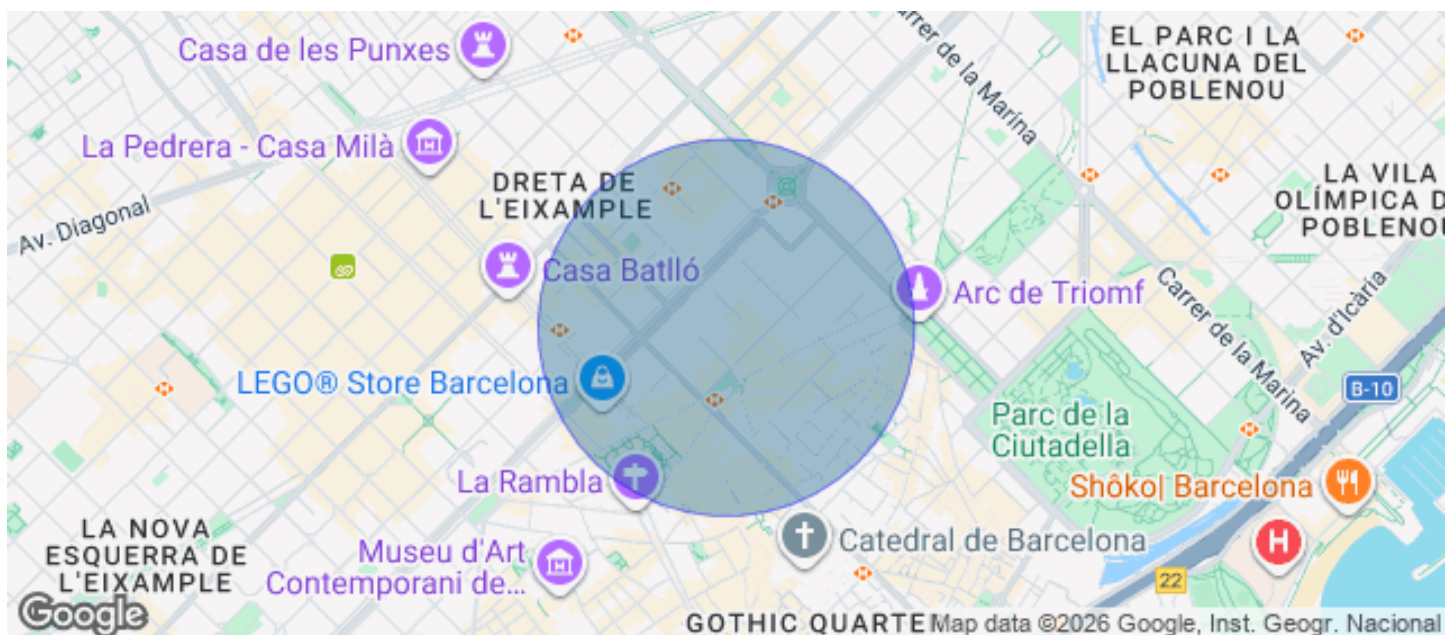 Casa de les Punxes
EL PARC I LA
LLACUNA DEL
POBLENOU
Carrer de la Marina
La Pedrera - Casa Milà
DRETA DE
L'EIXAMPLE
LA VILA
OLÍMPICA D
POBLENOU
Av. Diagonal
Casa Batlló
Arc de Triomf
Carrer de la Marina
Av. d'Icària
LEGO® Store Barcelona
B-10
Parc de la
Ciutadella
La Rambla
Shôko| Barcelona
LA NOVA
ESQUERRA DE
L'EIXAMPLE
Museu d'Art
Contemporani de...
Catedral de Barcelona
H
22
Google
GOTHIC QUARTE
Map data ©2026 Google, Inst. Geogr. Nacional